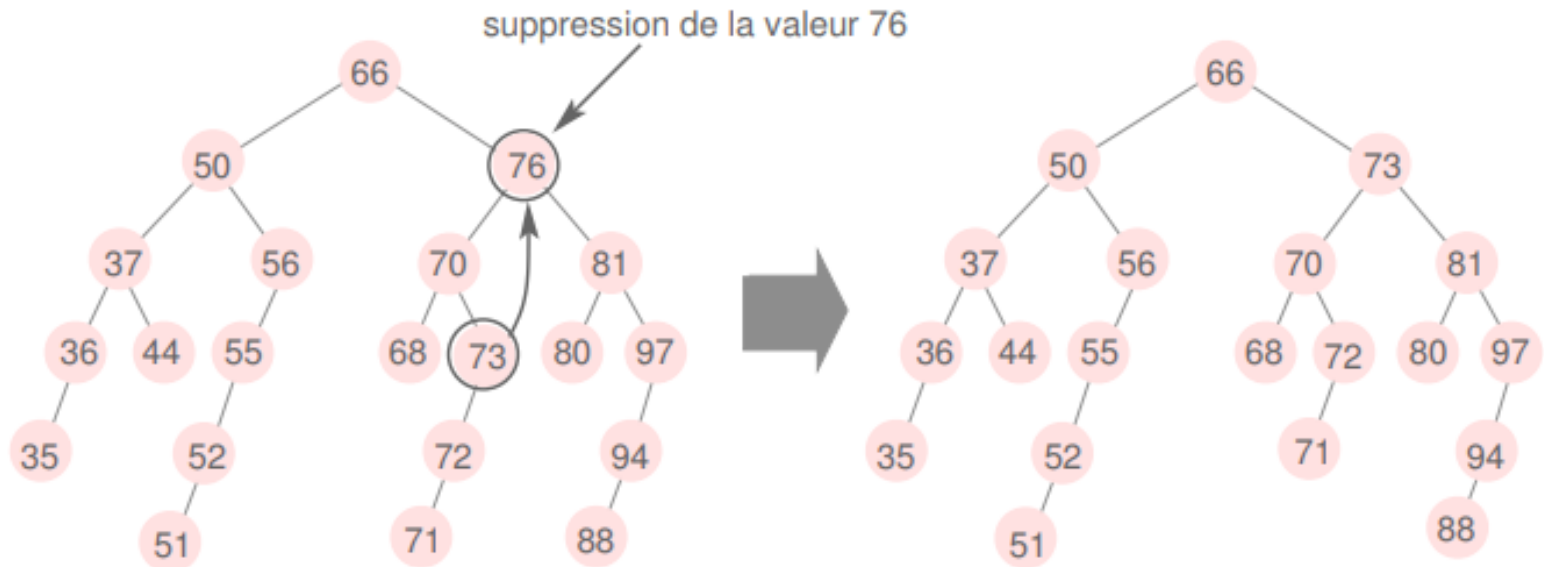 suppression de la valeur 76
66 66
50 76 50 73
37 56 70 81 37 56 70 81
36 44 55 68 73 80 97 36 44 55 68 72 80 97
35 52 72 94 35 52 71 94
51 71 88 51 88